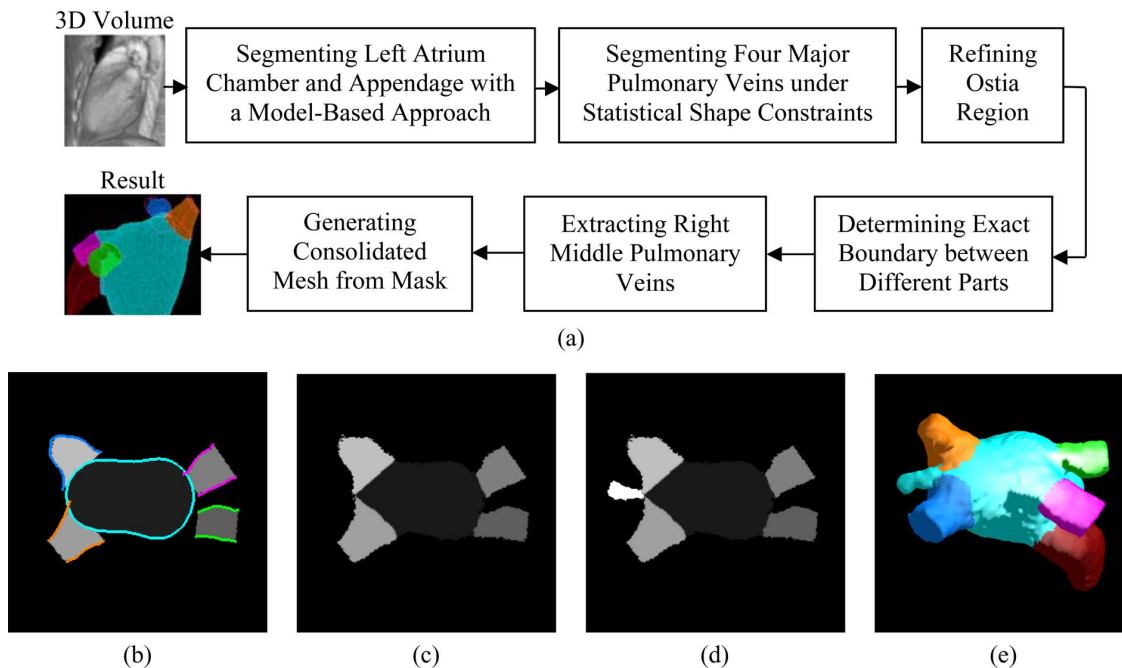 3D Volume
Segmenting Left Atrium
Chamber and Appendage with
a Model-Based Approach
Segmenting Four Major
Pulmonary Veins under
Statistical Shape Constraints
Refining
Ostia
Region
Result
Generating
Consolidated
Mesh from Mask
Extracting Right
Middle Pulmonary
Veins
Determining Exact
Boundary between
Different Parts
(a)
(b)
(c)
(d)
(e)